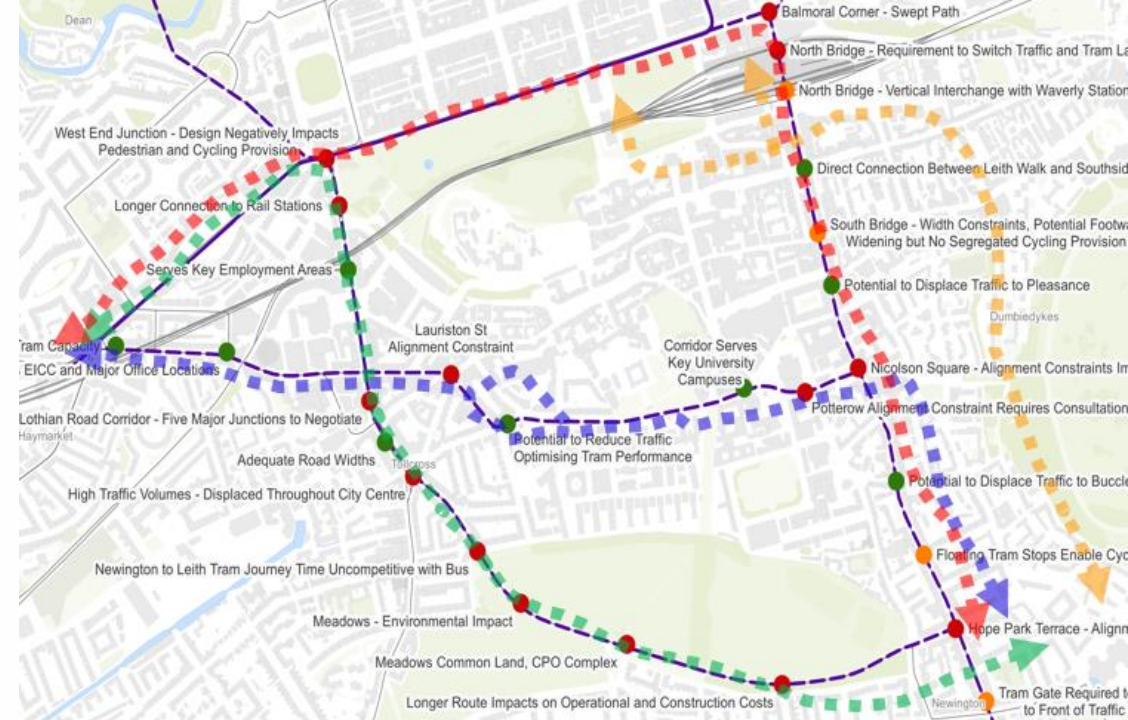 Dean
Balmoral Corner - Swept Path
North Bridge - Requirement to Switch Traffic and Tram La
North Bridge - Vertical Interchange with Waverly Station
West End Junction - Design Negatively Impacts
Pedestrian and Cycling Provision
Direct Connection Between Leith Walk and Southsid
Longer Connection to Rail Stations
South Bridge - Width Constraints, Potential Footwa
Widening but No Segregated Cycling Provision
Serves Key Employment Areas
Potential to Displace Traffic to Pleasance
Dumbiedykes
Lauriston St
Alignment Constraint
Corridor Serves
Key University
Campuses
Tram Capacity
EICC and Major Office Locations
Nicolson Square - Alignment Constraints Im
Lothian Road Corridor - Five Major Junctions to Negotiate
Potterow Alignment Constraint Requires Consultation
Haymarket
Potential to Reduce Traffic
Optimising Tram Performance
Adequate Road Widths
Tollcross
High Traffic Volumes - Displaced Throughout City Centre
Potential to Displace Traffic to Buccle
Newington to Leith Tram Journey Time Uncompetitive with Bus
Floating Tram Stops Enable Cyc
Meadows - Environmental Impact
Hope Park Terrace - Alignm
Meadows Common Land, CPO Complex
Longer Route Impacts on Operational and Construction Costs
Newington
Tram Gate Required t
to Front of Traffic